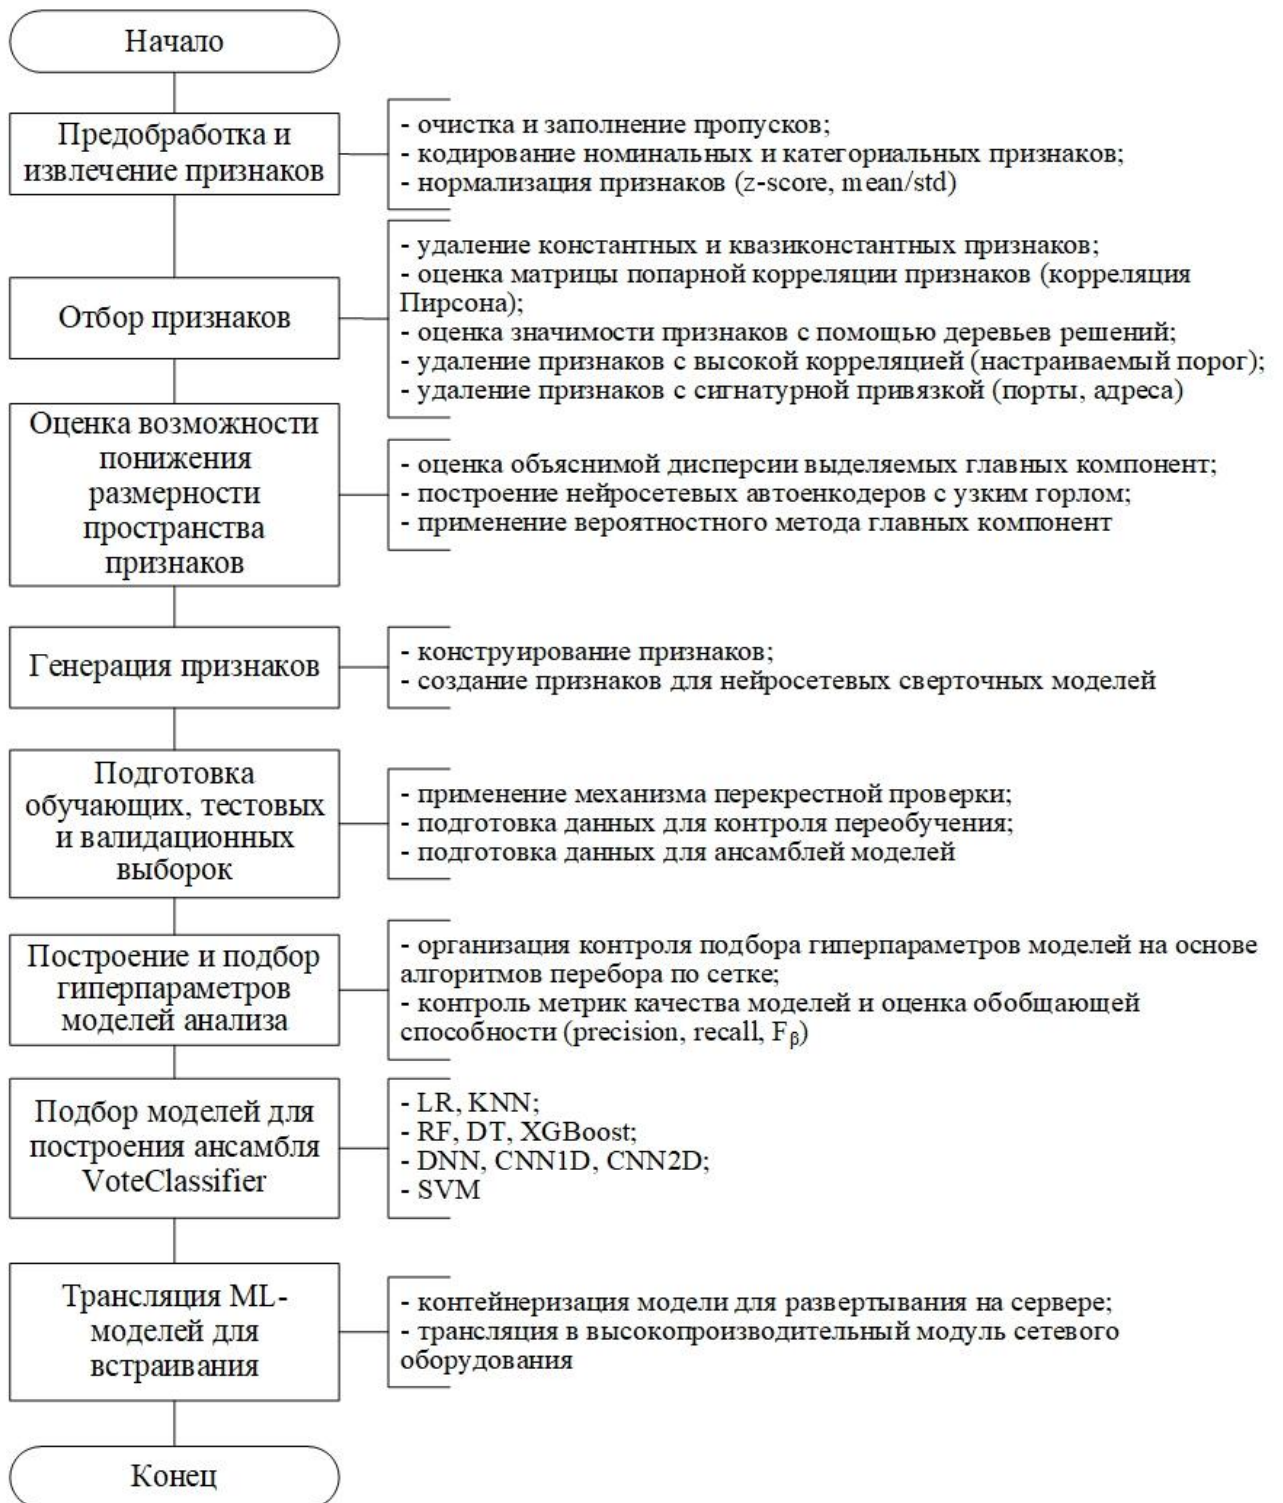 Начало
Предобработка и
извлечение признаков
- очистка и заполнение пропусков;
- кодирование номинальных и категориальных признаков;
- нормализация признаков (z-score, mean/std)
Отбор признаков
- удаление константных и квазиконстантных признаков;
- оценка матрицы попарной корреляции признаков (корреляция
Пирсона);
- оценка значимости признаков с помощью деревьев решений;
- удаление признаков с высокой корреляцией (настраиваемый порог);
- удаление признаков с сигнатурной привязкой (порты, адреса)
Оценка возможности
понижения
размерности
пространства
признаков
- оценка объяснимой дисперсии выделяемых главных компонент;
- построение нейросетевых автоенкодеров с узким горлом;
- применение вероятностного метода главных компонент
Генерация признаков
- конструирование признаков;
- создание признаков для нейросетевых сверточных моделей
Подготовка
обучающих, тестовых
и валидационных
выборок
- применение механизма перекрестной проверки;
- подготовка данных для контроля переобучения;
- подготовка данных для ансамблей моделей
Построение и подбор
гиперпараметров
моделей анализа
- организация контроля подбора гиперпараметров моделей на основе
алгоритмов перебора по сетке;
- контроль метрик качества моделей и оценка обобщающей
способности (precision, recall, Fβ)
Подбор моделей для
построения ансамбля
VoteClassifier
- LR, KNN;
- RF, DT, XGBoost;
- DNN, CNN1D, CNN2D;
- SVM
Трансляция ML-
моделей для
встраивания
- контейнеризация модели для развертывания на сервере;
- трансляция в высокопроизводительный модуль сетевого
оборудования
Конец